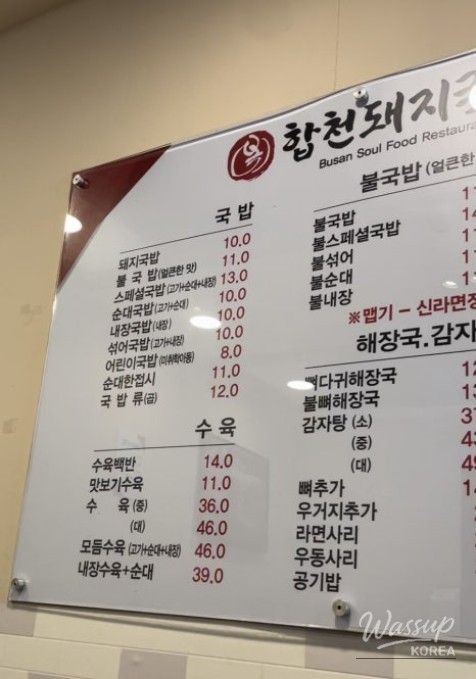 합천돼지국
Busan Soul Food Restaura
국 밥
돼지국밥 10.0
불 국 밥(얼큰한 맛) 11.0
스페셜국밥(고기+순대+내장) 13.0
순대국밥(고기+순대) 10.0
내장국밥(내장) 10.0
섞어국밥(고기+내장) 10.0
어린이국밥(미취학아동) 8.0
순대한접시 11.0
국 밥 류(곱) 12.0
수 육
수육백반 14.0
맛보기수육 11.0
수 육 (중) 36.0
(대) 46.0
모듬수육(고기+순대+내장) 46.0
내장수육+순대 39.0
불국밥 (얼큰한
불국밥
불스페셜국밥
불섞어
불순대
불내장
※맵기 – 신라면정
해장국.감자
뼈다귀해장국
불뼈해장국
감자탕 (소)
(중)
(대)
뼈추가
우거지추가
라면사리
우동사리
공기밥
Wassup
KOREA